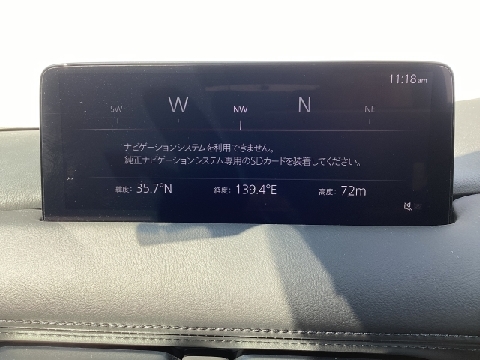 11:18am
SW W NW N NE
ナビゲーションシステムを利用できません。
純正ナビゲーションシステム専用のSDカードを装着してください。
緯度: 35.7°N 経度: 139.4°E 高度: 72m